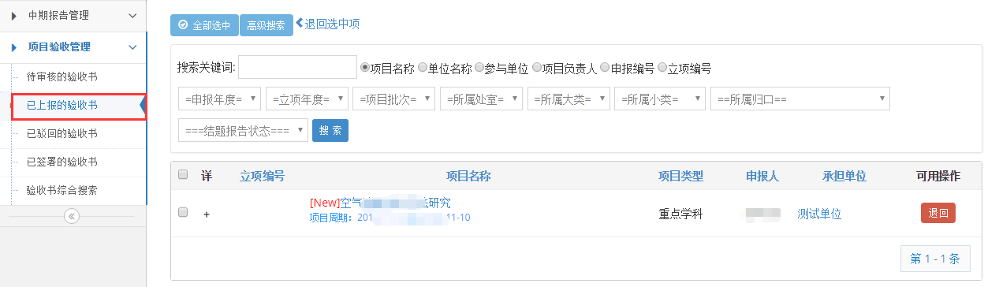 中期报告管理
项目验收管理
待审核的验收书
已上报的验收书
已驳回的验收书
已签署的验收书
验收书综合搜索
全部选中 高级搜索 退回选中项
搜索关键词: 项目名称 单位名称 参与单位 项目负责人 申报编号 立项编号
=申报年度= =立项年度= =项目批次= =所属处室= =所属大类= =所属小类= ==所属归口==
===结题报告状态=== 搜 索
详 立项编号 项目名称 项目类型 申报人 承担单位 可用操作
[New]空气 法研究
+ 重点学科 测试单位 退回
项目周期：201 11-10
第 1 - 1 条